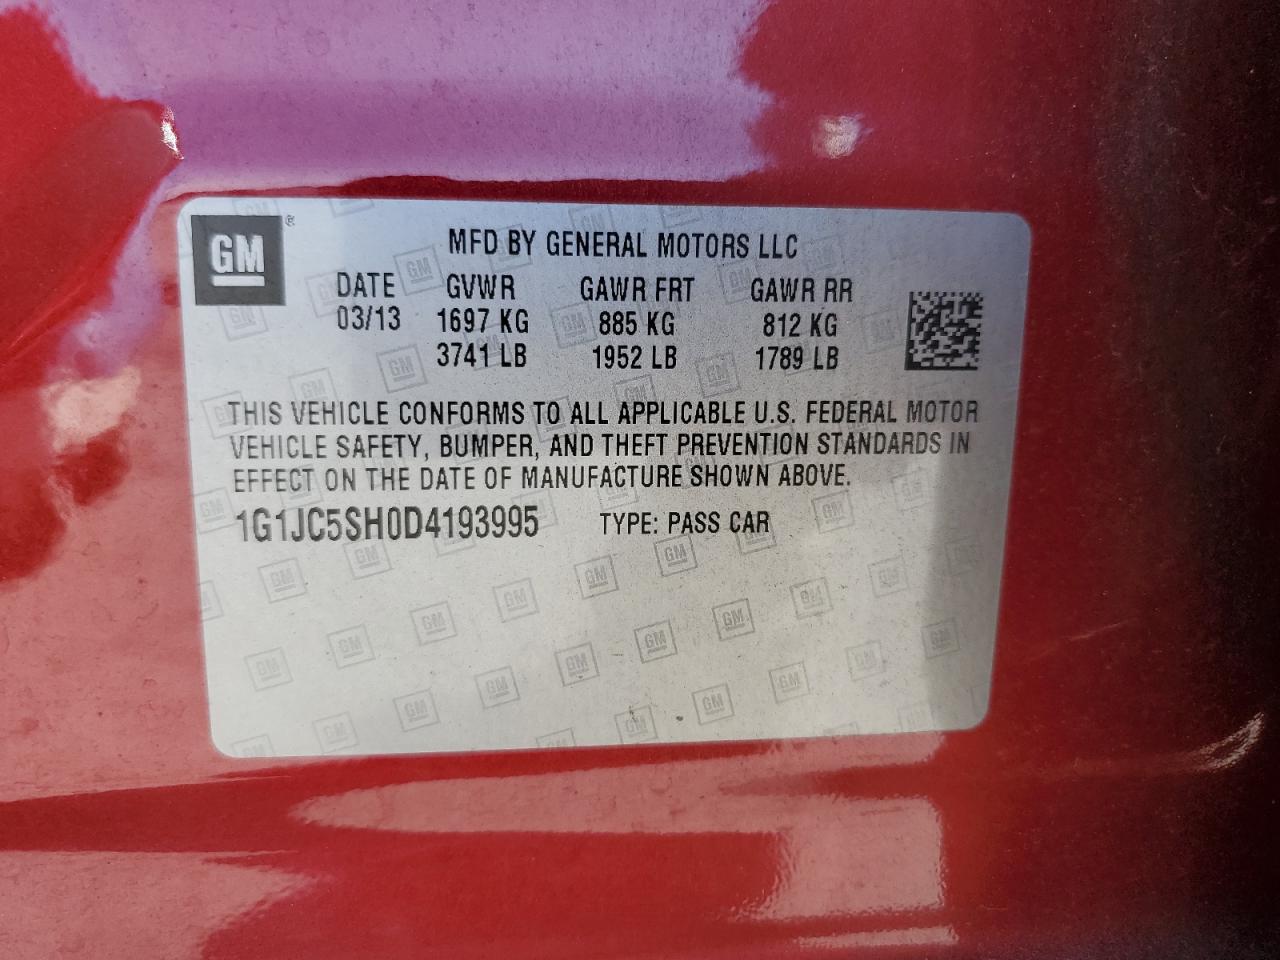 GM ®
MFD BY GENERAL MOTORS LLC
DATE GVWR GAWR FRT GAWR RR
03/13 1697 KG 885 KG 812 KG
3741 LB 1952 LB 1789 LB
THIS VEHICLE CONFORMS TO ALL APPLICABLE U.S. FEDERAL MOTOR
VEHICLE SAFETY, BUMPER, AND THEFT PREVENTION STANDARDS IN
EFFECT ON THE DATE OF MANUFACTURE SHOWN ABOVE.
1G1JC5SH0D4193995 TYPE: PASS CAR